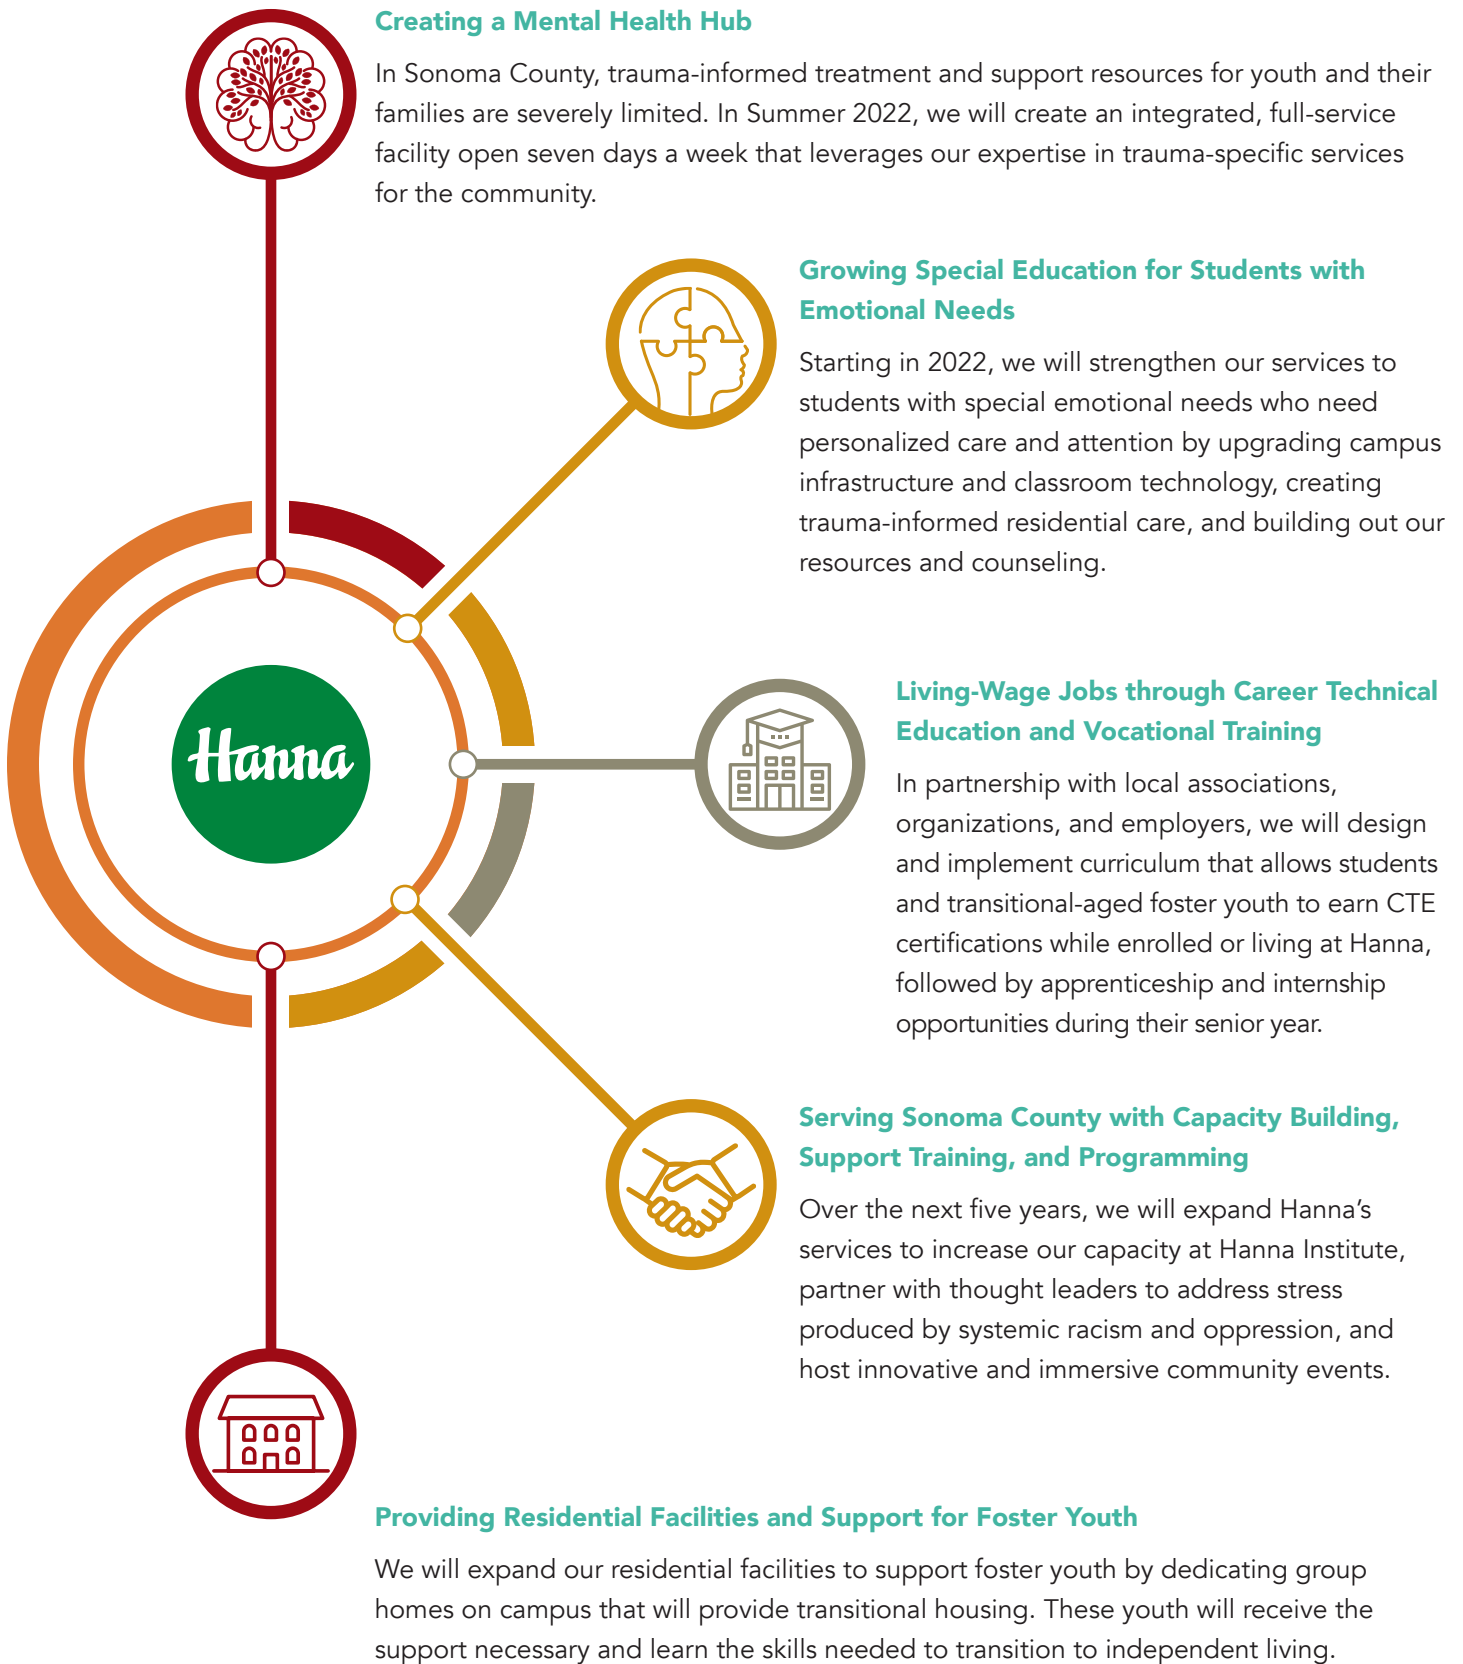 Creating a Mental Health Hub
In Sonoma County, trauma-informed treatment and support resources for youth and their
families are severely limited. In Summer 2022, we will create an integrated, full-service
facility open seven days a week that leverages our expertise in trauma-specific services
for the community.
Growing Special Education for Students with
Emotional Needs
Starting in 2022, we will strengthen our services to
students with special emotional needs who need
personalized care and attention by upgrading campus
infrastructure and classroom technology, creating
trauma-informed residential care, and building out our
resources and counseling.
Hanna
Living-Wage Jobs through Career Technical
Education and Vocational Training
In partnership with local associations,
organizations, and employers, we will design
and implement curriculum that allows students
and transitional-aged foster youth to earn CTE
certifications while enrolled or living at Hanna,
followed by apprenticeship and internship
opportunities during their senior year.
Serving Sonoma County with Capacity Building,
Support Training, and Programming
Over the next five years, we will expand Hanna’s
services to increase our capacity at Hanna Institute,
partner with thought leaders to address stress
produced by systemic racism and oppression, and
host innovative and immersive community events.
Providing Residential Facilities and Support for Foster Youth
We will expand our residential facilities to support foster youth by dedicating group
homes on campus that will provide transitional housing. These youth will receive the
support necessary and learn the skills needed to transition to independent living.